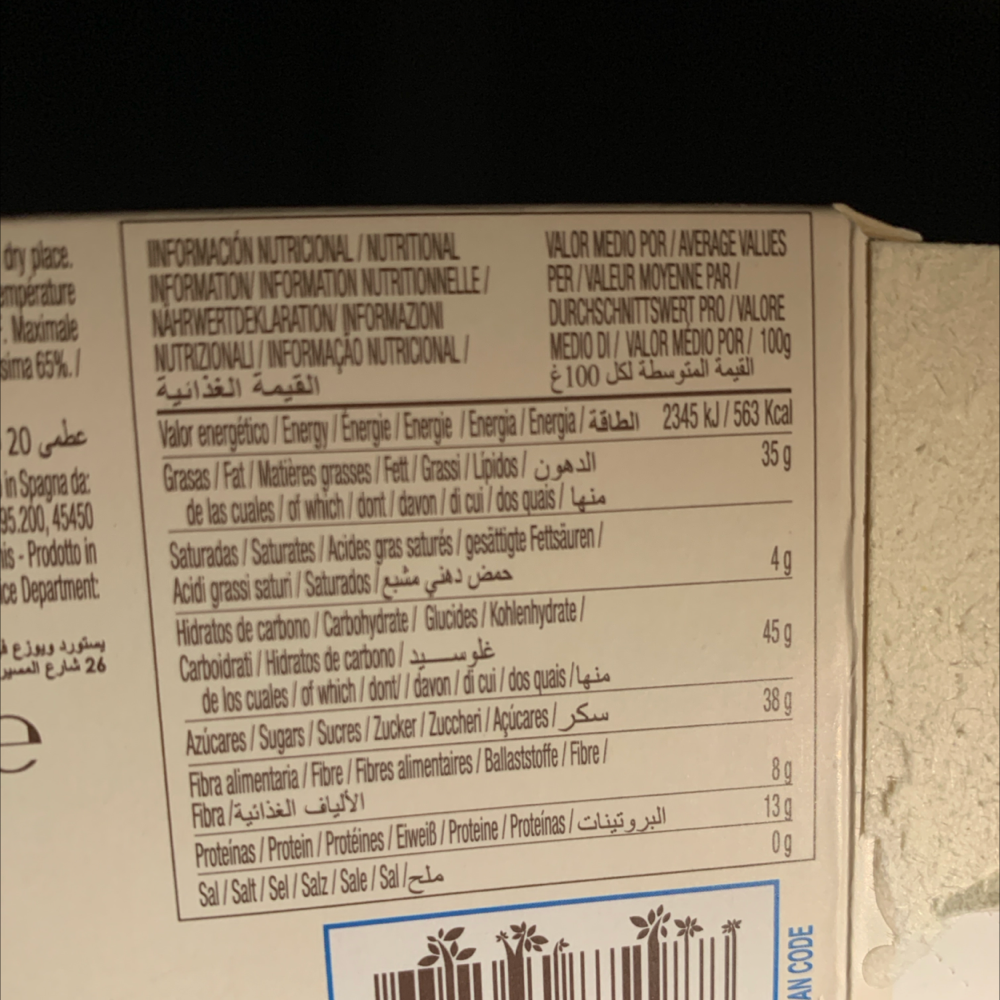 dry place.
Maximale
65%. /
20 عظمى
in Spagna da:
95.200, 45450
- Prodotto in
Department:
يستورد ويوزع
26 شارع
e
IINFORMACIÓN NUTRICIONAL / NUTRITIONAL
INFORMATION/ INFORMATION NUTRITIONNELLE /
NÄHRWERTDEKLARATION/ INFORMAZIONI
NUTRIZIONALI / INFORMAÇÃO NUTRICIONAL /
القيمة الغذائية
VALOR MEDIO POR / AVERAGE VALUES
PER / VALEUR MOYENNE PAR /
DURCHSCHNITTSWERT PRO / VALORE
MEDIO DI / VALOR MÉDIO POR / 100g
القيمة المتوسطة لكل 100غ
Valor energético / Energy / Énergie / Energie / Energia / Energia / الطاقة 2345 kJ / 563 Kcal
Grasas / Fat / Matières grasses / Fett / Grassi / Lípidos / الدهون 35 g
de las cuales / of which / dont / davon / di cui / dos quais / منها
Saturadas / Saturates / Acides gras saturés / gesättigte Fettsäuren /
Acidi grassi saturi / Saturados / حمض دهني مشبع 4 g
Hidratos de carbono / Carbohydrate / Glucides / Kohlenhydrate /
Carboidrati / Hidratos de carbono / غلوسيد 45 g
de los cuales / of which / dont/ / davon / di cui / dos quais / منها
Azúcares / Sugars / Sucres / Zucker / Zuccheri / Açúcares / سكر 38 g
Fibra alimentaria / Fibre / Fibres alimentaires / Ballaststoffe / Fibre /
Fibra / الألياف الغذائية 8 g
Proteínas / Protein / Protéines / Eiweiß / Proteine / Proteínas / البروتينات 13 g
Sal / Salt / Sel / Salz / Sale / Sal / ملح 0 g
AN CODE